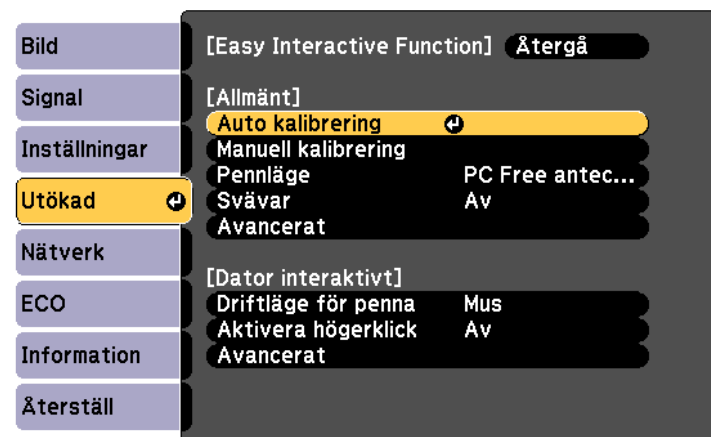 Bild
Signal
Inställningar
Utökad
Nätverk
ECO
Information
Återställ
[Easy Interactive Function] Återgå
[Allmänt]
Auto kalibrering
Manuell kalibrering
Pennläge PC Free antec...
Svävar Av
Avancerat
[Dator interaktivt]
Driftläge för penna Mus
Aktivera högerklick Av
Avancerat